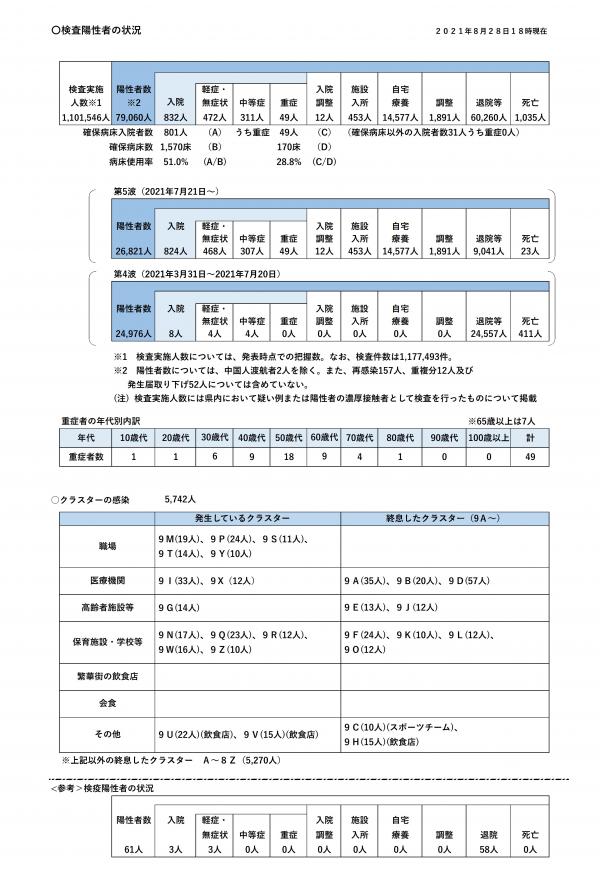 〇検査陽性者の状況 2021年8月28日18時現在
検査実施 陽性者数 入院 軽症・ 中等症 重症 入院 施設 自宅 調整 退院等 死亡
人数※1 ※2 無症状 調整 入所 療養
1,101,546人 79,060人 832人 472人 311人 49人 12人 453人 14,577人 1,891人 60,260人 1,035人
確保病床入院者数 801人 (A) うち重症 49人 (C) (確保病床以外の入院者数31人うち重症0人)
確保病床数 1,570床 (B) 170床 (D)
病床使用率 51.0% (A/B) 28.8% (C/D)
第5波（2021年7月21日～）
陽性者数 入院 軽症・ 中等症 重症 入院 施設 自宅 調整 退院等 死亡
無症状 調整 入所 療養
26,821人 824人 468人 307人 49人 12人 453人 14,577人 1,891人 9,041人 23人
第4波（2021年3月31日～2021年7月20日）
陽性者数 入院 軽症・ 中等症 重症 入院 施設 自宅 調整 退院等 死亡
無症状 調整 入所 療養
24,976人 8人 4人 4人 0人 0人 0人 0人 0人 24,557人 411人
※1 検査実施人数については、発表時点での把握数。なお、検査件数は1,177,493件。
※2 陽性者数については、中国人渡航者2人を除く。また、再感染157人、重複分12人及び
発生届取り下げ52人については含めていない。
(注) 検査実施人数には県内において疑い例または陽性者の濃厚接触者として検査を行ったものについて掲載
重症者の年代別内訳 ※65歳以上は7人
年代 10歳代 20歳代 30歳代 40歳代 50歳代 60歳代 70歳代 80歳代 90歳代 100歳以上 計
重症者数 1 1 6 9 18 9 4 1 0 0 49
○クラスターの感染 5,742人
発生しているクラスター 終息したクラスター（9A～）
職場 9M(19人)、9P(24人)、9S(11人)、
9T(14人)、9Y(10人)
医療機関 9I(33人)、9X（12人) 9A(35人)、9B(20人)、9D(57人)
高齢者施設等 9G(14人) 9E(13人)、9J(12人)
保育施設・学校等 9N(17人)、9Q(23人)、9R(12人)、 9F(24人)、9K(10人)、9L(12人)、
9W(16人)、9Z(10人) 9O(12人)
繁華街の飲食店
会食
その他 9U(22人)(飲食店)、9V(15人)(飲食店) 9C(10人)(スポーツチーム)、
9H(15人)(飲食店)
※上記以外の終息したクラスター A～8Z（5,270人）
<参考>検疫陽性者の状況
陽性者数 入院 軽症・ 中等症 重症 入院 施設 自宅 調整 退院 死亡
無症状 調整 入所 療養
61人 3人 3人 0人 0人 0人 0人 0人 0人 58人 0人